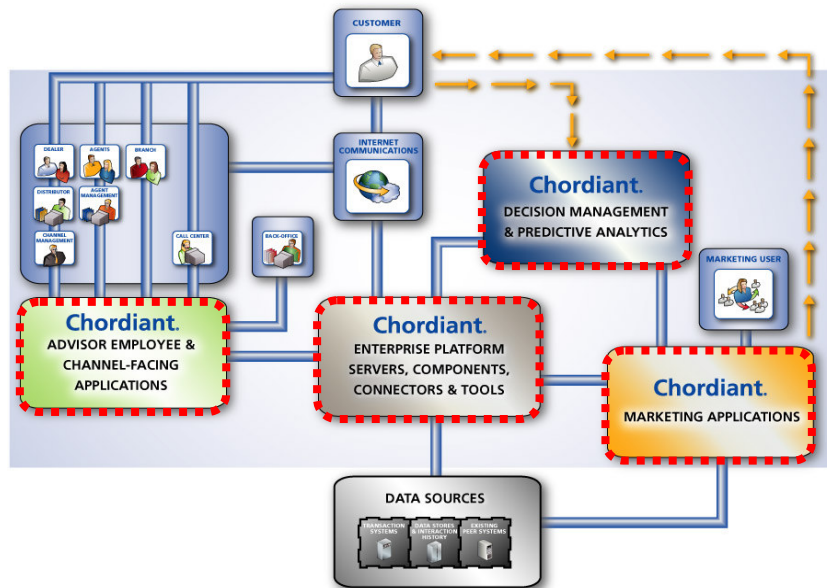 CUSTOMER
INTERNET
COMMUNICATIONS
DEALER
AGENTS
BRANCH
DISTRIBUTOR
AGENT
MANAGEMENT
CHANNEL
MANAGEMENT
CALL CENTER
BACK-OFFICE
Chordiant.
DECISION MANAGEMENT
& PREDICTIVE ANALYTICS
MARKETING USER
Chordiant.
ADVISOR EMPLOYEE &
CHANNEL-FACING
APPLICATIONS
Chordiant.
ENTERPRISE PLATFORM
SERVERS, COMPONENTS,
CONNECTORS & TOOLS
Chordiant.
MARKETING APPLICATIONS
DATA SOURCES
TRANSACTION
SYSTEMS
DATA STORES
& INTERACTION
HISTORY
EXISTING
PEER SYSTEMS